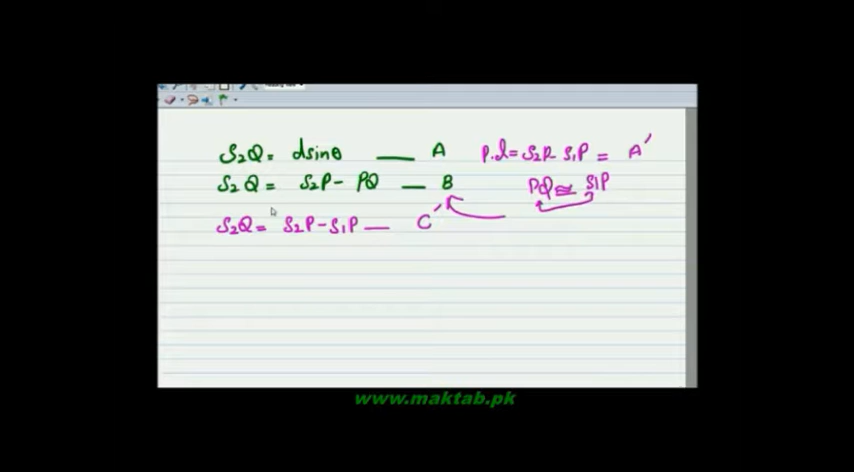 S₂Q = dsinθ — A
P.d = S₂P - S₁P = A′
S₂Q = S₂P - PQ — B
PQ ≅ S₁P
S₂Q = S₂P - S₁P — C′
www.maktab.pk